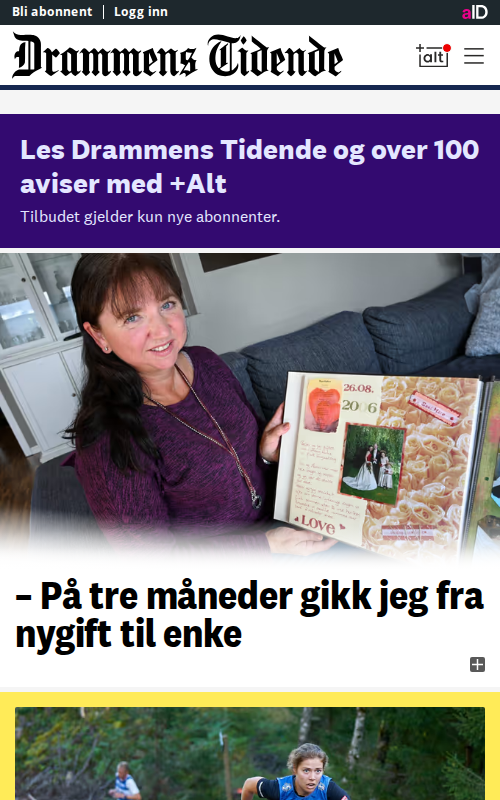 Bli abonnent
Logg inn
aID
Drammens Tidende
+alt
Les Drammens Tidende og over 100
aviser med +Alt
Tilbudet gjelder kun nye abonnenter.
26.08.
2006
LOVE
– På tre måneder gikk jeg fra
nygift til enke